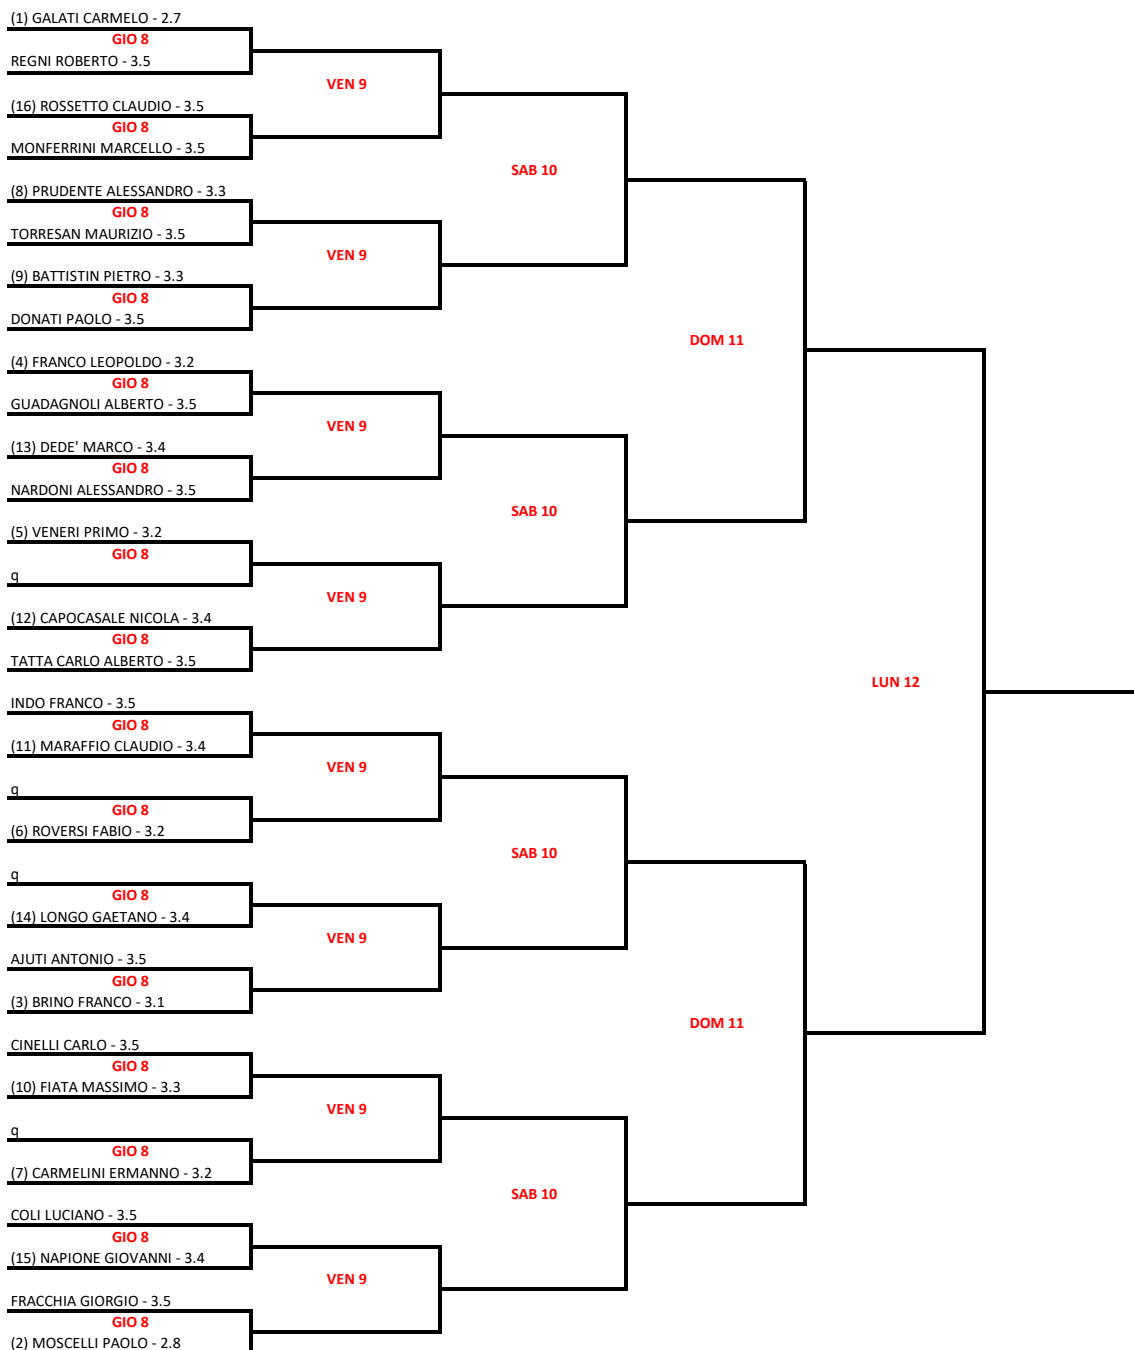 (1) GALATI CARMELO - 2.7
GIO 8
REGNI ROBERTO - 3.5
VEN 9
(16) ROSSETTO CLAUDIO - 3.5
GIO 8
MONFERRINI MARCELLO - 3.5
SAB 10
(8) PRUDENTE ALESSANDRO - 3.3
GIO 8
TORRESAN MAURIZIO - 3.5
VEN 9
(9) BATTISTIN PIETRO - 3.3
GIO 8
DONATI PAOLO - 3.5
DOM 11
(4) FRANCO LEOPOLDO - 3.2
GIO 8
GUADAGNOLI ALBERTO - 3.5
VEN 9
(13) DEDE' MARCO - 3.4
GIO 8
NARDONI ALESSANDRO - 3.5
SAB 10
(5) VENERI PRIMO - 3.2
GIO 8
q
VEN 9
(12) CAPOCASALE NICOLA - 3.4
GIO 8
TATTA CARLO ALBERTO - 3.5
LUN 12
INDO FRANCO - 3.5
GIO 8
(11) MARAFFIO CLAUDIO - 3.4
VEN 9
q
GIO 8
(6) ROVERSI FABIO - 3.2
SAB 10
q
GIO 8
(14) LONGO GAETANO - 3.4
VEN 9
AJUTI ANTONIO - 3.5
GIO 8
(3) BRINO FRANCO - 3.1
DOM 11
CINELLI CARLO - 3.5
GIO 8
(10) FIATA MASSIMO - 3.3
VEN 9
q
GIO 8
(7) CARMELINI ERMANNO - 3.2
SAB 10
COLI LUCIANO - 3.5
GIO 8
(15) NAPIONE GIOVANNI - 3.4
VEN 9
FRACCHIA GIORGIO - 3.5
GIO 8
(2) MOSCELLI PAOLO - 2.8